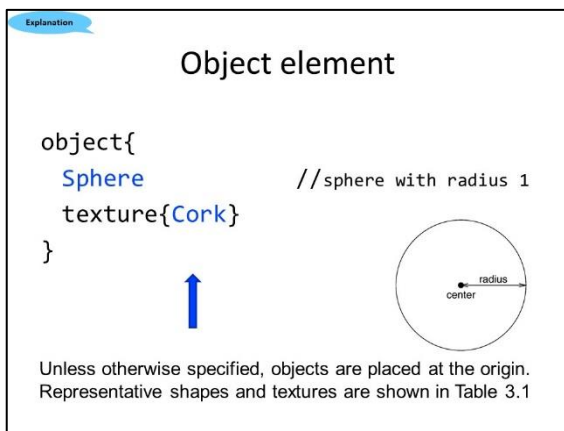 Explanation
Object element
object{
Sphere //sphere with radius 1
texture{Cork}
}
radius
center
Unless otherwise specified, objects are placed at the origin.
Representative shapes and textures are shown in Table 3.1